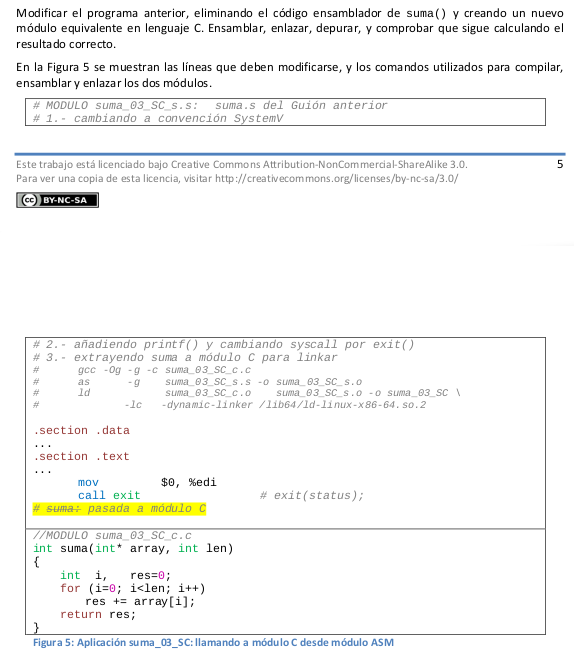 Modificar el programa anterior, eliminando el código ensamblador de suma() y creando un nuevo
módulo equivalente en lenguaje C. Ensamblar, enlazar, depurar, y comprobar que sigue calculando el
resultado correcto.
En la Figura 5 se muestran las líneas que deben modificarse, y los comandos utilizados para compilar,
ensamblar y enlazar los dos módulos.
# MODULO suma_03_SC_s.s:   suma.s del Guión anterior
# 1.- cambiando a convención SystemV
Este trabajo está licenciado bajo Creative Commons Attribution-NonCommercial-ShareAlike 3.0.   5
Para ver una copia de esta licencia, visitar http://creativecommons.org/licenses/by-nc-sa/3.0/
cc BY-NC-SA
# 2.- añadiendo printf() y cambiando syscall por exit()
# 3.- extrayendo suma a módulo C para linkar
#      gcc -Og -g -c suma_03_SC_c.c
#      as      -g    suma_03_SC_s.s -o suma_03_SC_s.o
#      ld            suma_03_SC_c.o    suma_03_SC_s.o -o suma_03_SC \
#             -lc   -dynamic-linker /lib64/ld-linux-x86-64.so.2
.section .data
...
.section .text
...
      mov        $0, %edi
      call exit              # exit(status);
# suma: pasada a módulo C
//MODULO suma_03_SC_c.c
int suma(int* array, int len)
{
    int  i,   res=0;
    for (i=0; i<len; i++)
        res += array[i];
    return res;
}
Figura 5: Aplicación suma_03_SC: llamando a módulo C desde módulo ASM